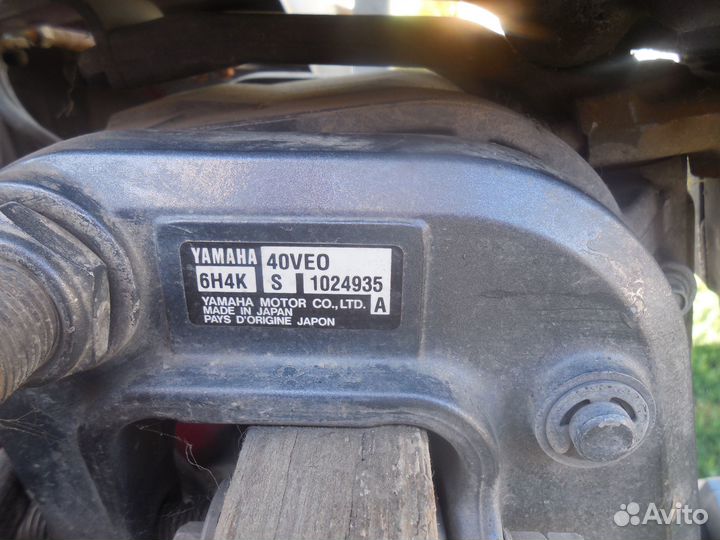 YAMAHA 40VEO
6H4K S 1024935
YAMAHA MOTOR CO., LTD. A
MADE IN JAPAN
PAYS D'ORIGINE JAPON
Avito